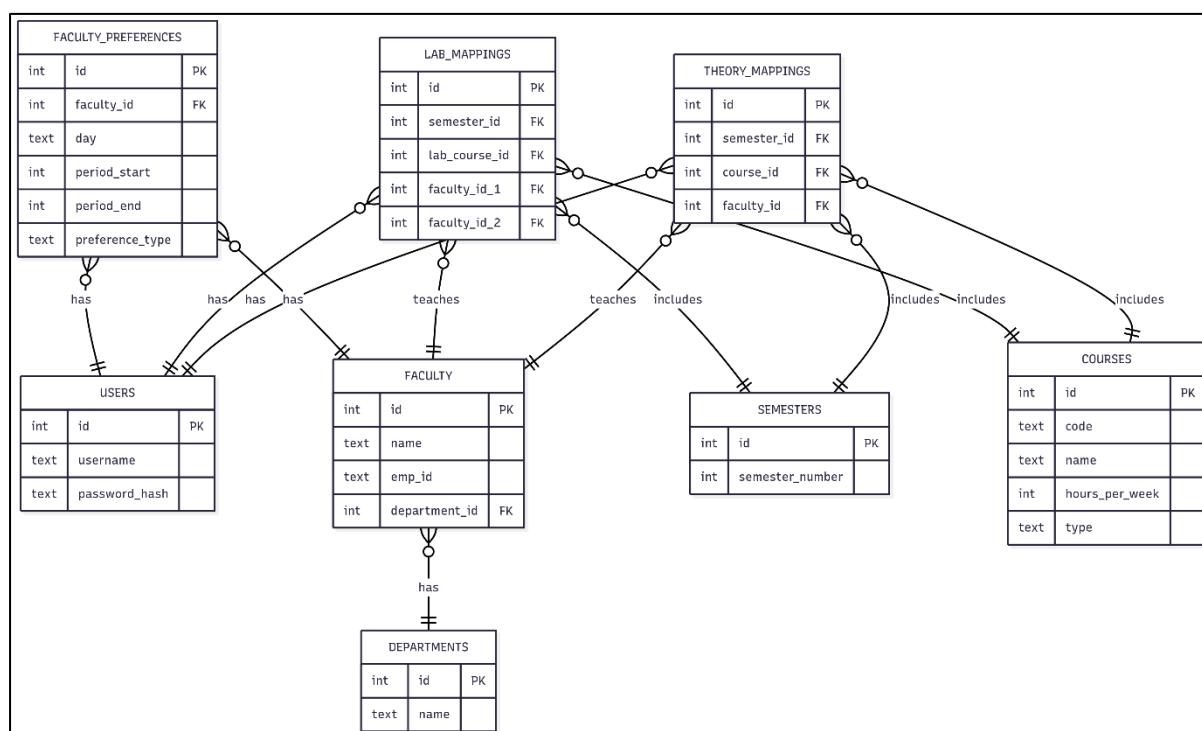 FACULTY_PREFERENCES
int id PK
int faculty_id FK
text day
int period_start
int period_end
text preference_type
LAB_MAPPINGS
int id PK
int semester_id FK
int lab_course_id FK
int faculty_id_1 FK
int faculty_id_2 FK
THEORY_MAPPINGS
int id PK
int semester_id FK
int course_id FK
int faculty_id FK
has has has has teaches teaches includes includes includes includes
USERS
int id PK
text username
text password_hash
FACULTY
int id PK
text name
text emp_id
int department_id FK
SEMESTERS
int id PK
int semester_number
COURSES
int id PK
text code
text name
int hours_per_week
text type
has
DEPARTMENTS
int id PK
text name